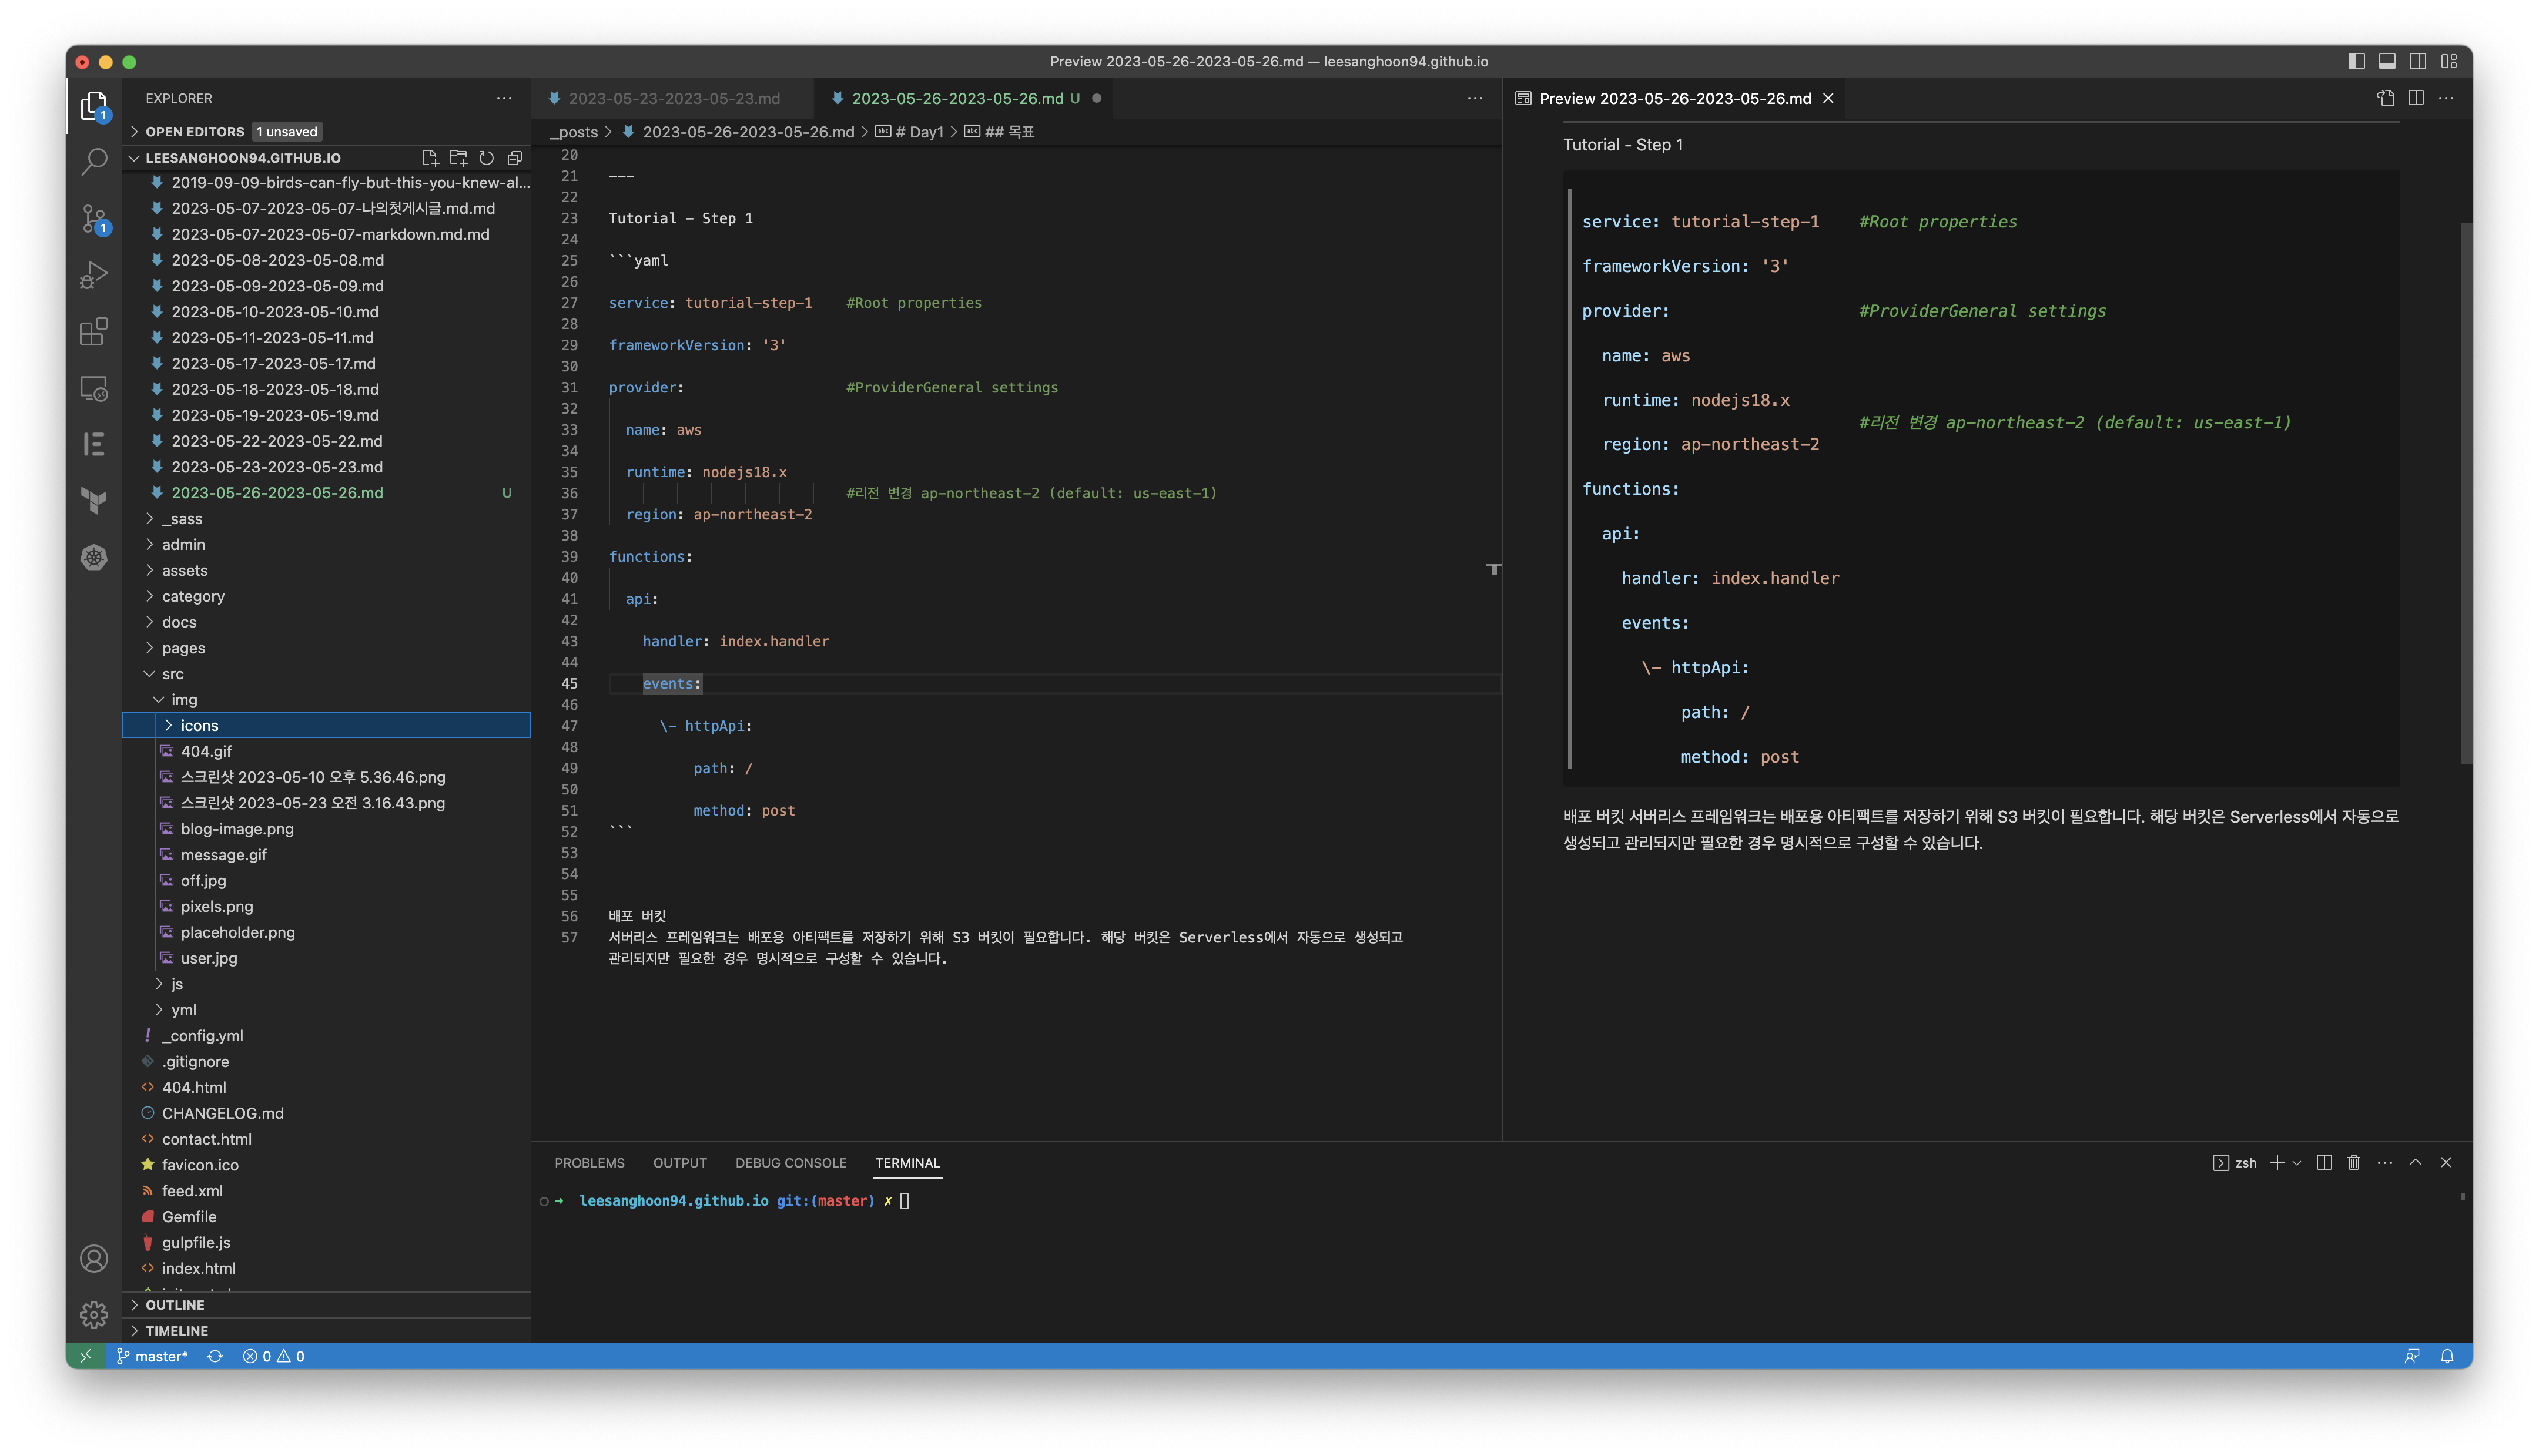 Preview 2023-05-26-2023-05-26.md — leesanghoon94.github.io
EXPLORER
OPEN EDITORS 1 unsaved
LEESANGHOON94.GITHUB.IO
2019-09-09-birds-can-fly-but-this-you-knew-al...
2023-05-07-2023-05-07-나의첫게시글.md.md
2023-05-07-2023-05-07-markdown.md.md
2023-05-08-2023-05-08.md
2023-05-09-2023-05-09.md
2023-05-10-2023-05-10.md
2023-05-11-2023-05-11.md
2023-05-17-2023-05-17.md
2023-05-18-2023-05-18.md
2023-05-19-2023-05-19.md
2023-05-22-2023-05-22.md
2023-05-23-2023-05-23.md
2023-05-26-2023-05-26.md U
_sass
admin
assets
category
docs
pages
src
img
icons
404.gif
스크린샷 2023-05-10 오후 5.36.46.png
스크린샷 2023-05-23 오전 3.16.43.png
blog-image.png
message.gif
off.jpg
pixels.png
placeholder.png
user.jpg
js
yml
_config.yml
.gitignore
404.html
CHANGELOG.md
contact.html
favicon.ico
feed.xml
Gemfile
gulpfile.js
index.html
OUTLINE
TIMELINE
1
1
2023-05-23-2023-05-23.md
2023-05-26-2023-05-26.md U
_posts > 2023-05-26-2023-05-26.md > # Day1 > ## 목표
20
21 ---
22
23 Tutorial - Step 1
24
25 ```yaml
26
27 service: tutorial-step-1 #Root properties
28
29 frameworkVersion: '3'
30
31 provider: #ProviderGeneral settings
32
33 name: aws
34
35 runtime: nodejs18.x
36 #리전 변경 ap-northeast-2 (default: us-east-1)
37 region: ap-northeast-2
38
39 functions:
40
41 api:
42
43 handler: index.handler
44
45 events:
46
47 \- httpApi:
48
49 path: /
50
51 method: post
52 ```
53
54
55
56 배포 버킷
57 서버리스 프레임워크는 배포용 아티팩트를 저장하기 위해 S3 버킷이 필요합니다. 해당 버킷은 Serverless에서 자동으로 생성되고
관리되지만 필요한 경우 명시적으로 구성할 수 있습니다.
Preview 2023-05-26-2023-05-26.md
Tutorial - Step 1
service: tutorial-step-1 #Root properties
frameworkVersion: '3'
provider: #ProviderGeneral settings
name: aws
runtime: nodejs18.x
#리전 변경 ap-northeast-2 (default: us-east-1)
region: ap-northeast-2
functions:
api:
handler: index.handler
events:
\- httpApi:
path: /
method: post
배포 버킷 서버리스 프레임워크는 배포용 아티팩트를 저장하기 위해 S3 버킷이 필요합니다. 해당 버킷은 Serverless에서 자동으로
생성되고 관리되지만 필요한 경우 명시적으로 구성할 수 있습니다.
PROBLEMS OUTPUT DEBUG CONSOLE TERMINAL
zsh
➜ leesanghoon94.github.io git:(master) ✗
master* 0 0